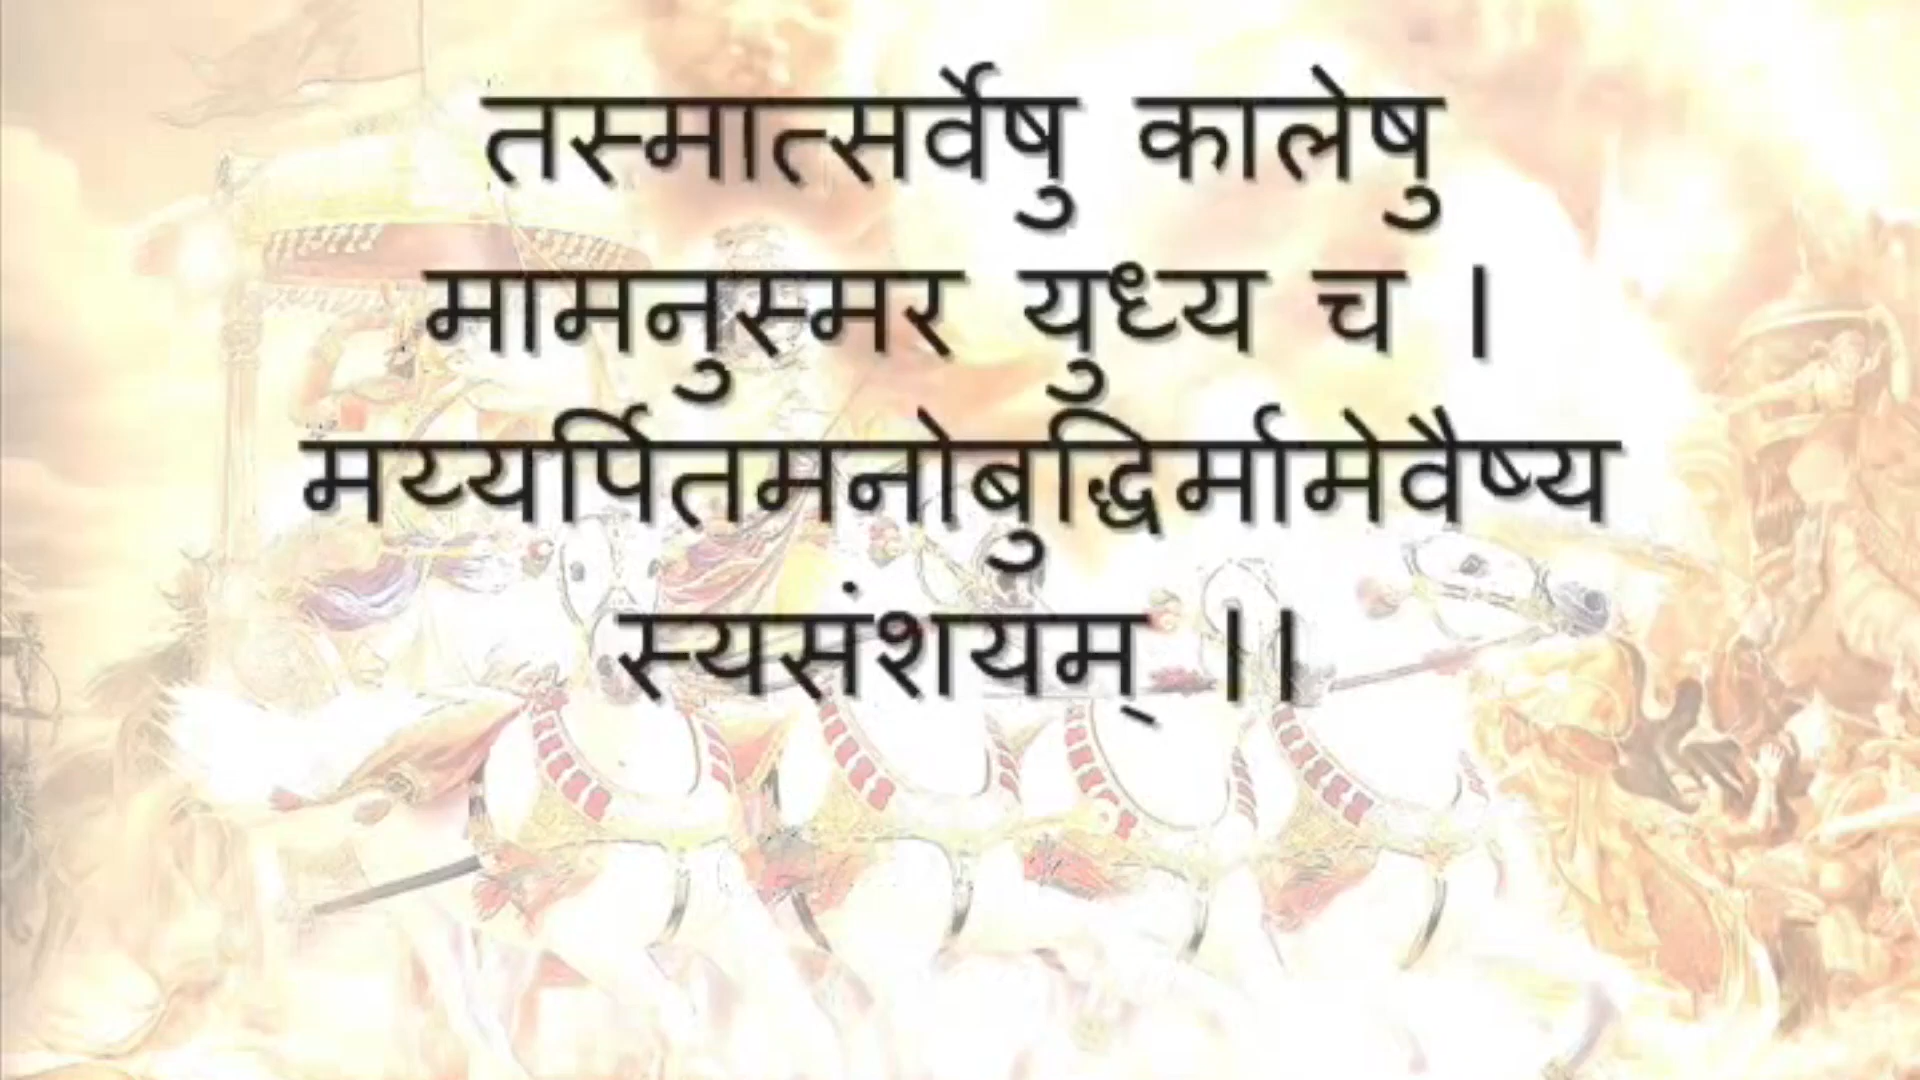 तस्मात्सर्वेषु कालेषु
मामनुस्मर युध्य च ।
मय्यर्पितमनोबुद्धिर्मामेवैष्य
स्यसंशयम् ।।